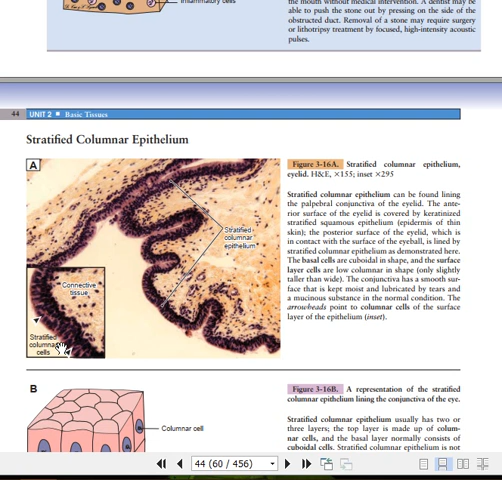 Inflammatory cells
the mouth without medical intervention. A dentist may be
able to push the stone out by pressing on the side of the
obstructed duct. Removal of a stone may require surgery
or lithotripsy treatment by focused, high-intensity acoustic
pulses.
44 UNIT 2 ■ Basic Tissues
Stratified Columnar Epithelium
A
Stratified
columnar
epithelium
Connective
tissue
Stratified
columnar
cells
Figure 3-16A. Stratified columnar epithelium,
eyelid. H&E, ×155; inset ×295
Stratified columnar epithelium can be found lining
the palpebral conjunctiva of the eyelid. The ante-
rior surface of the eyelid is covered by keratinized
stratified squamous epithelium (epidermis of thin
skin); the posterior surface of the eyelid, which is
in contact with the surface of the eyeball, is lined by
stratified columnar epithelium as demonstrated here.
The basal cells are cuboidal in shape, and the surface
layer cells are low columnar in shape (only slightly
taller than wide). The conjunctiva has a smooth sur-
face that is kept moist and lubricated by tears and
a mucinous substance in the normal condition. The
arrowheads point to columnar cells of the surface
layer of the epithelium (inset).
B
Columnar cell
Figure 3-16B. A representation of the stratified
columnar epithelium lining the conjunctiva of the eye.
Stratified columnar epithelium usually has two or
three layers; the top layer is made up of colum-
nar cells, and the basal layer normally consists of
cuboidal cells. Stratified columnar epithelium is not
44 (60 / 456)